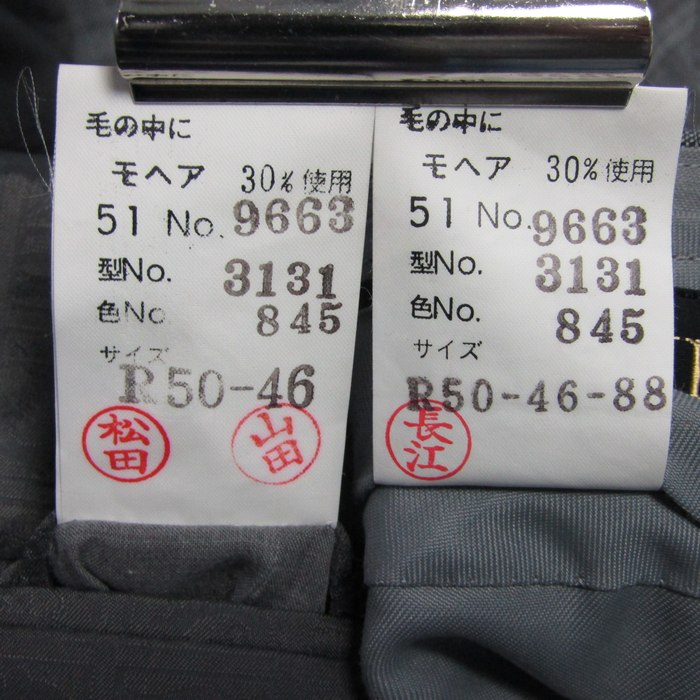 毛の中に
モヘア 30%使用
51 No. 9663
型No. 3131
色No. 845
サイズ
R50-46
松田
山田
毛の中に
モヘア 30%使用
51 No. 9663
型No. 3131
色No. 845
サイズ
R50-46-88
長江